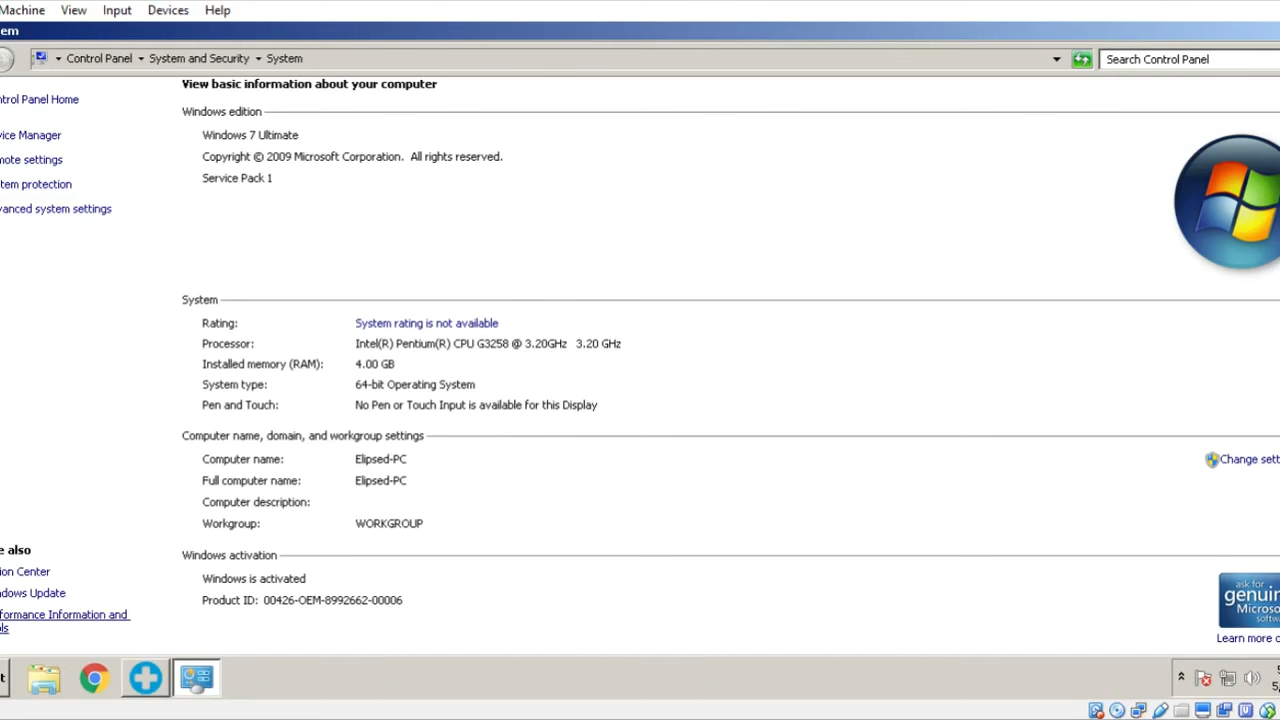 Machine View Input Devices Help
em
Control Panel System and Security System Search Control Panel
View basic information about your computer
ntrol Panel Home
Windows edition
vice Manager
Windows 7 Ultimate
mote settings
Copyright © 2009 Microsoft Corporation. All rights reserved.
tem protection
Service Pack 1
vanced system settings
System
Rating: System rating is not available
Processor: Intel(R) Pentium(R) CPU G3258 @ 3.20GHz 3.20 GHz
Installed memory (RAM): 4.00 GB
System type: 64-bit Operating System
Pen and Touch: No Pen or Touch Input is available for this Display
Computer name, domain, and workgroup settings
Computer name: Elipsed-PC Change sett
Full computer name: Elipsed-PC
Computer description:
Workgroup: WORKGROUP
e also
Windows activation
ion Center
Windows is activated
ndows Update
Product ID: 00426-OEM-8992662-00006
formance Information and
ls
ask for
genuin
Microso
softwa
Learn more o
t
5
5/